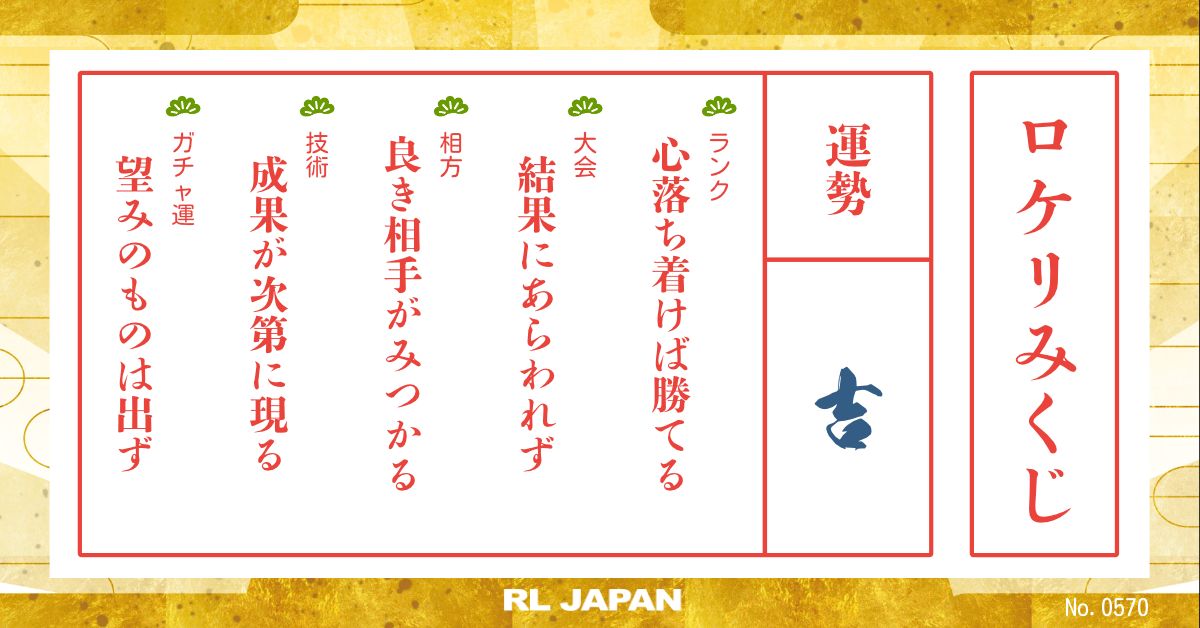 ロケリみくじ
運勢
吉
ランク
心落ち着けば勝てる
大会
結果にあらわれず
相方
良き相手がみつかる
技術
成果が次第に現る
ガチャ運
望みのものは出ず
RL JAPAN
No. 0570